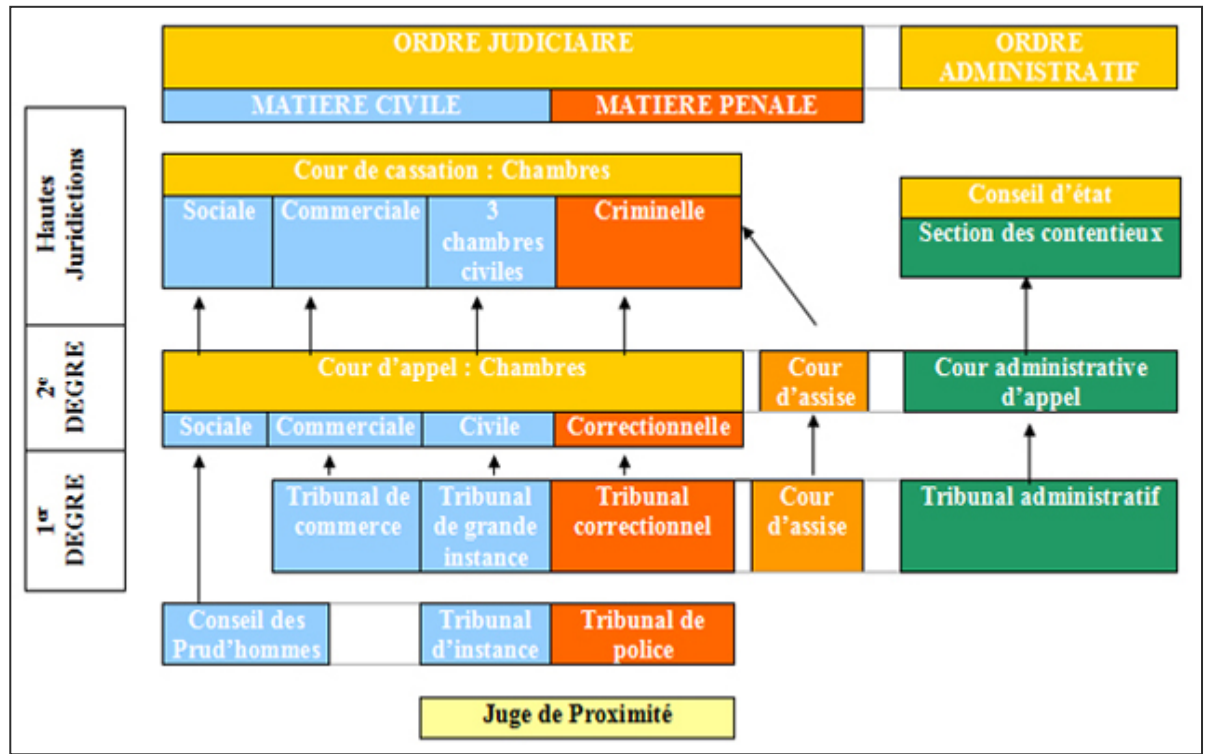 ORDRE JUDICIAIRE
ORDRE
ADMINISTRATIF
MATIERE CIVILE
MATIERE PENALE
Hautes
Juridictions
Cour de cassation : Chambres
Sociale
Commerciale
3
chambres
civiles
Criminelle
Conseil d'état
Section des contentieux
2e
DEGRE
Cour d'appel : Chambres
Sociale
Commerciale
Civile
Correctionnelle
Cour
d'assise
Cour administrative
d'appel
1er
DEGRE
Tribunal de
commerce
Tribunal
de grande
instance
Tribunal
correctionnel
Cour
d'assise
Tribunal administratif
Conseil des
Prud'hommes
Tribunal
d'instance
Tribunal de
police
Juge de Proximité